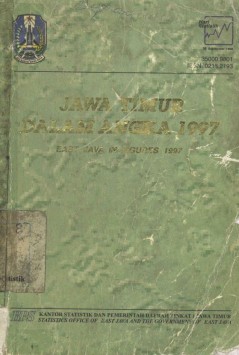 JAWA TIMUR
DALAM ANGKA 1997
EAST JAVA IN FIGURES 1997
KANTOR STATISTIK DAN PEMERINTAH DAERAH TINGKAT I JAWA TIMUR
STATISTICS OFFICE OF EAST JAVA AND THE GOVERNMENT OF EAST JAVA